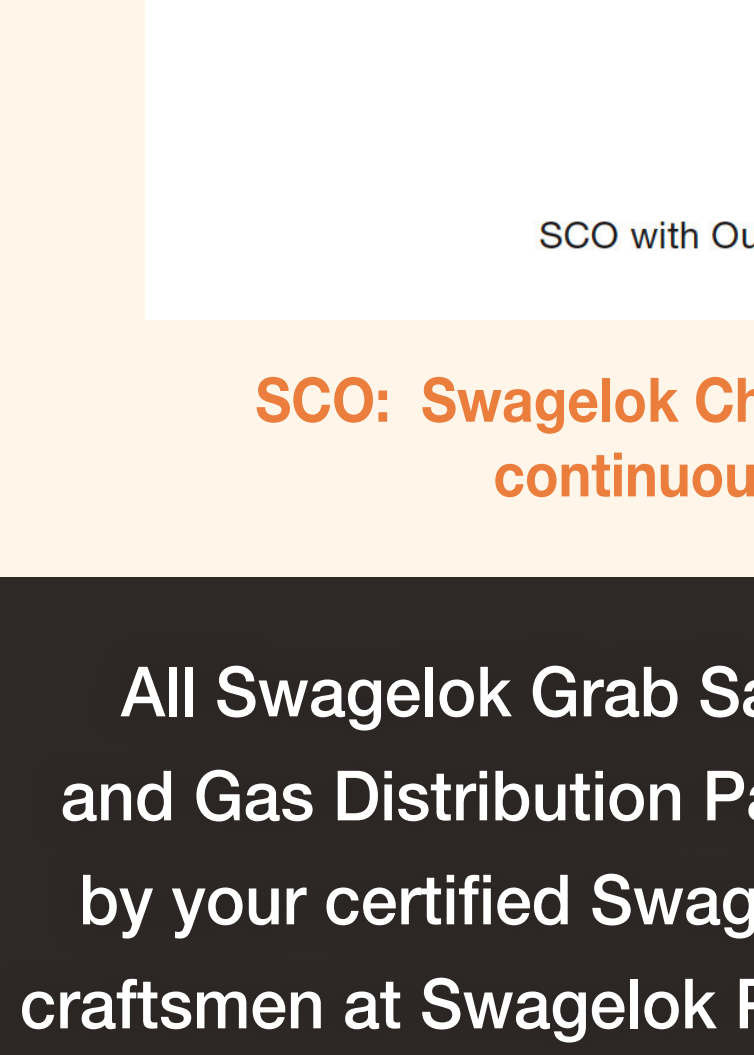 SCO with Ou
SCO: Swagelok Ch
continuou
All Swagelok Grab Sa
and Gas Distribution Pa
by your certified Swag
craftsmen at Swagelok